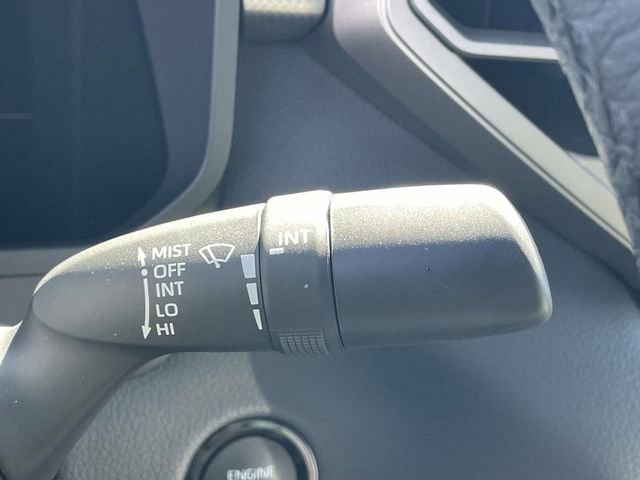 MIST
OFF
INT
LO
HI
INT
ENGINE